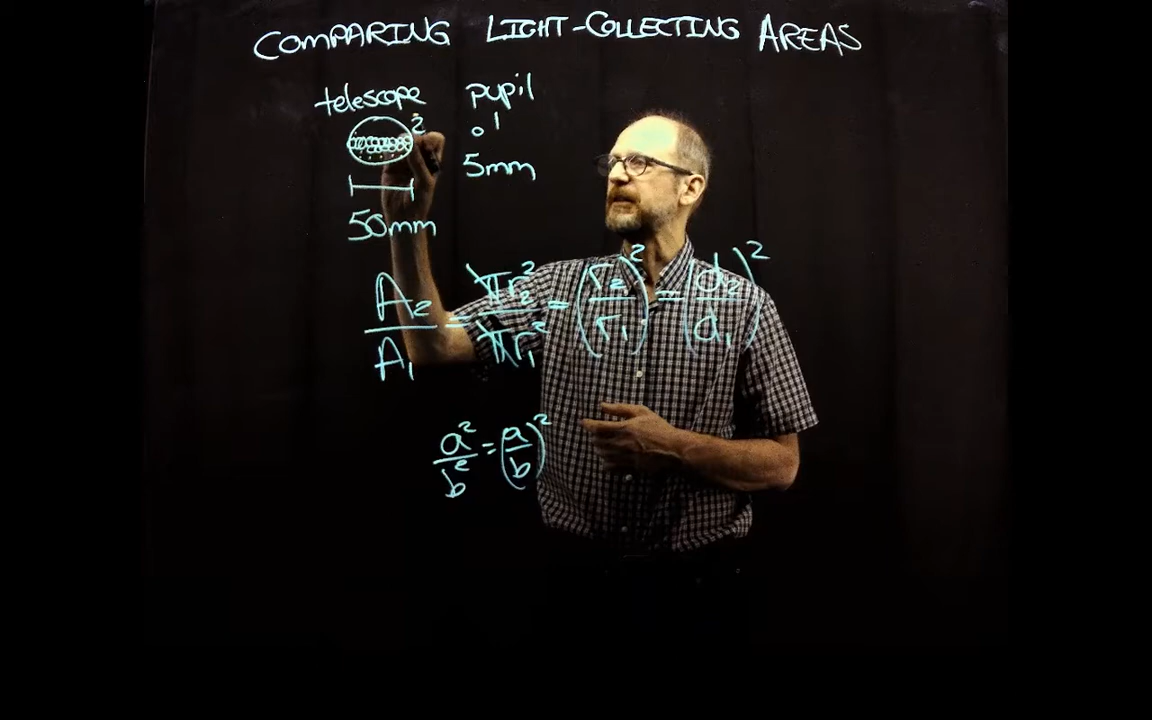 COMPARING LIGHT-COLLECTING AREAS
telescope pupil
2 1
5mm
50mm
A₂/A₁ = πr₂²/πr₁² = (r₂/r₁)² = (d₂/d₁)²
a²/b² = (a/b)²